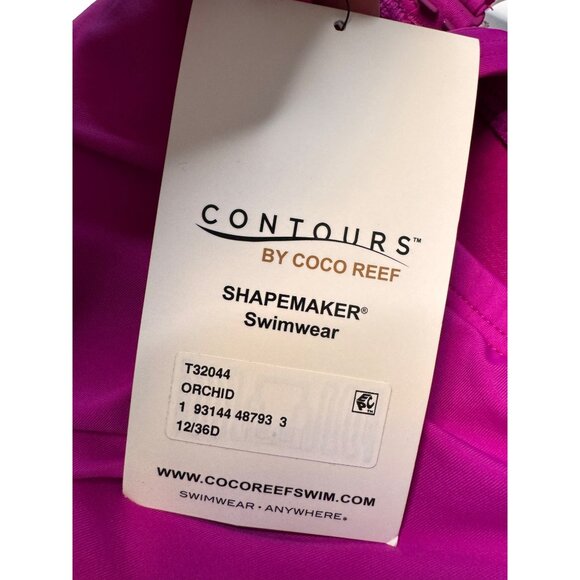 CONTOURS™
BY COCO REEF
SHAPEMAKER®
Swimwear
T32044
ORCHID
1 93144 48793 3
12/36D
WWW.COCOREEFSWIM.COM
SWIMWEAR · ANYWHERE®